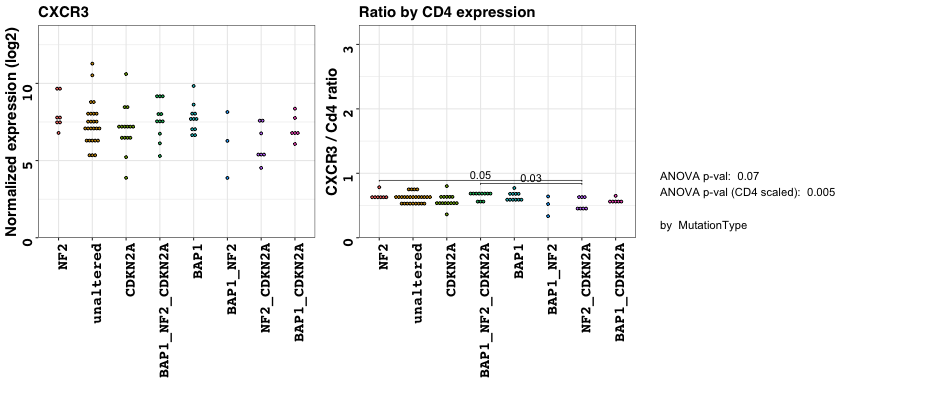 CXCR3
Normalized expression (log2)
10
5
0
NF2
unaltered
CDKN2A
BAP1_NF2_CDKN2A
BAP1
BAP1_NF2
NF2_CDKN2A
BAP1_CDKN2A
Ratio by CD4 expression
CXCR3 / Cd4 ratio
3
2
1
0
0.05
0.03
NF2
unaltered
CDKN2A
BAP1_NF2_CDKN2A
BAP1
BAP1_NF2
NF2_CDKN2A
BAP1_CDKN2A
ANOVA p-val: 0.07
ANOVA p-val (CD4 scaled): 0.005
by MutationType